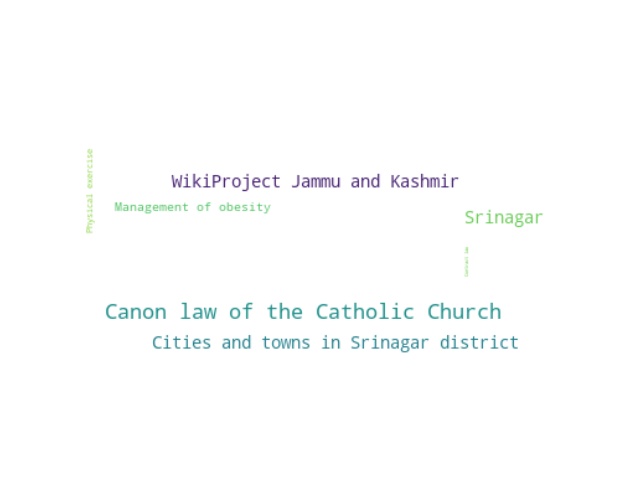 Physical exercise
WikiProject Jammu and Kashmir
Management of obesity
Srinagar
Canon law of the Catholic Church
Cities and towns in Srinagar district